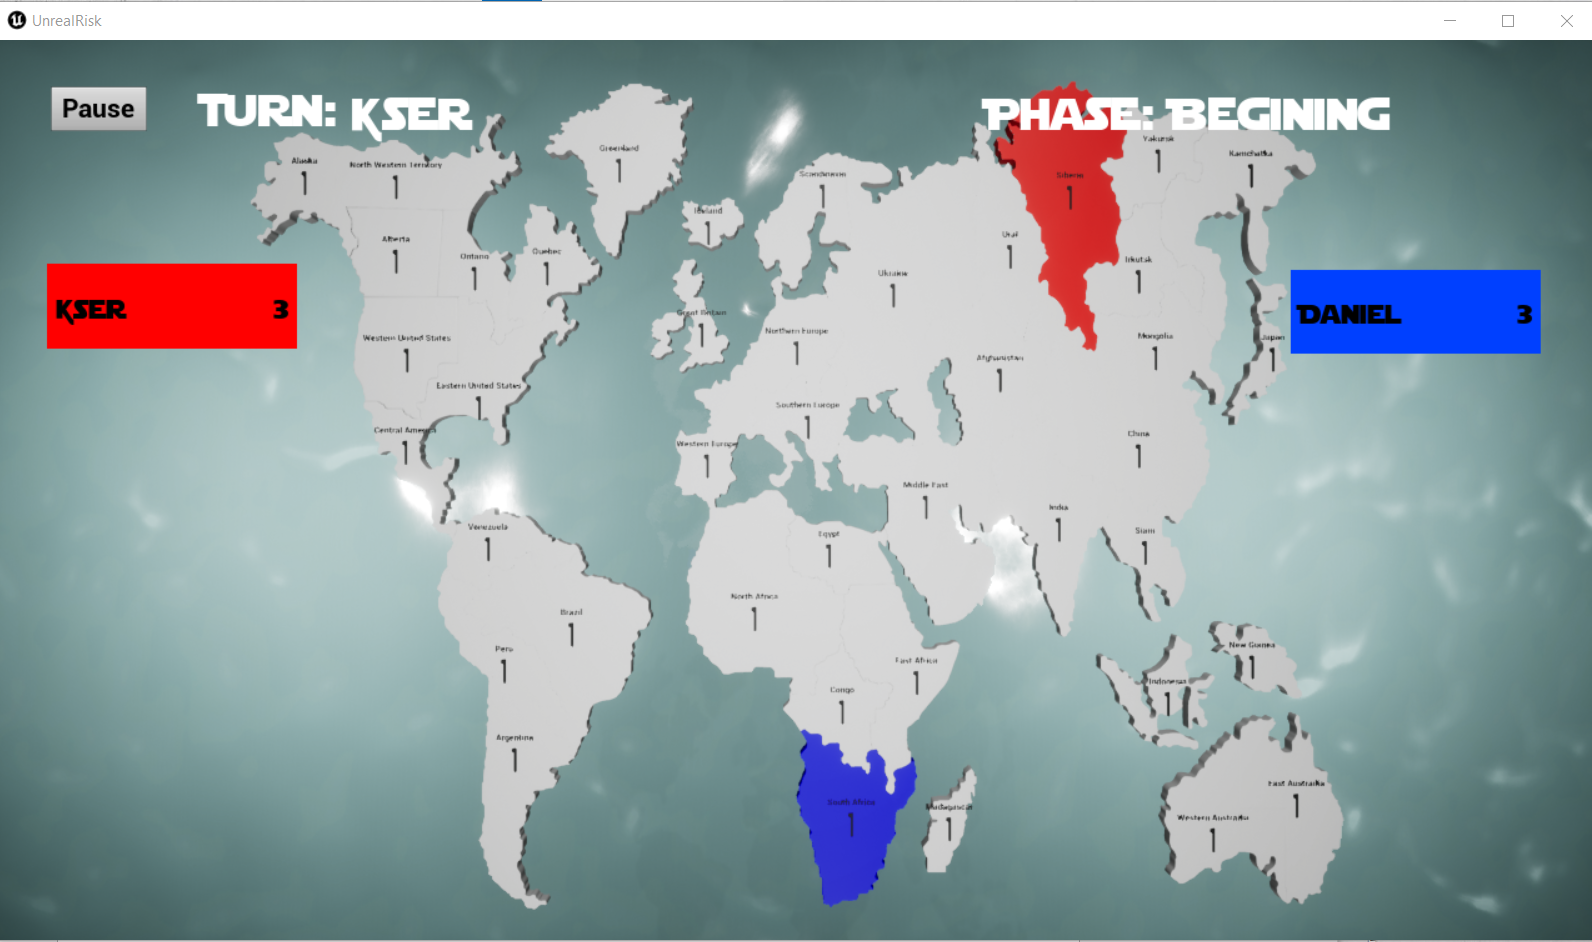 UnrealRisk
Pause
TURN: KSER
PHASE: BEGINING
Alaska
1
North Western Territory
1
Greenland
1
Scandinavia
1
Siberia
1
Yakursk
1
Kamchatka
1
Iceland
1
Alberta
1
Ontario
1
Quebec
1
Ural
1
Irkutsk
1
Ukraine
1
KSER 3
DANIEL 3
Great Britain
1
Northern Europe
1
Western United States
1
Mongolia
1
Japan
1
Afghanistan
1
Eastern United States
1
Southern Europe
1
Central America
1
Western Europe
1
China
1
Middle East
1
India
1
Venezuela
1
Egypt
1
Siam
1
North Africa
1
Brazil
1
Peru
1
East Africa
1
New Guinea
1
Congo
1
Indonesia
1
Argentina
1
South Africa
1
Madagascar
1
East Australia
1
Western Australia
1